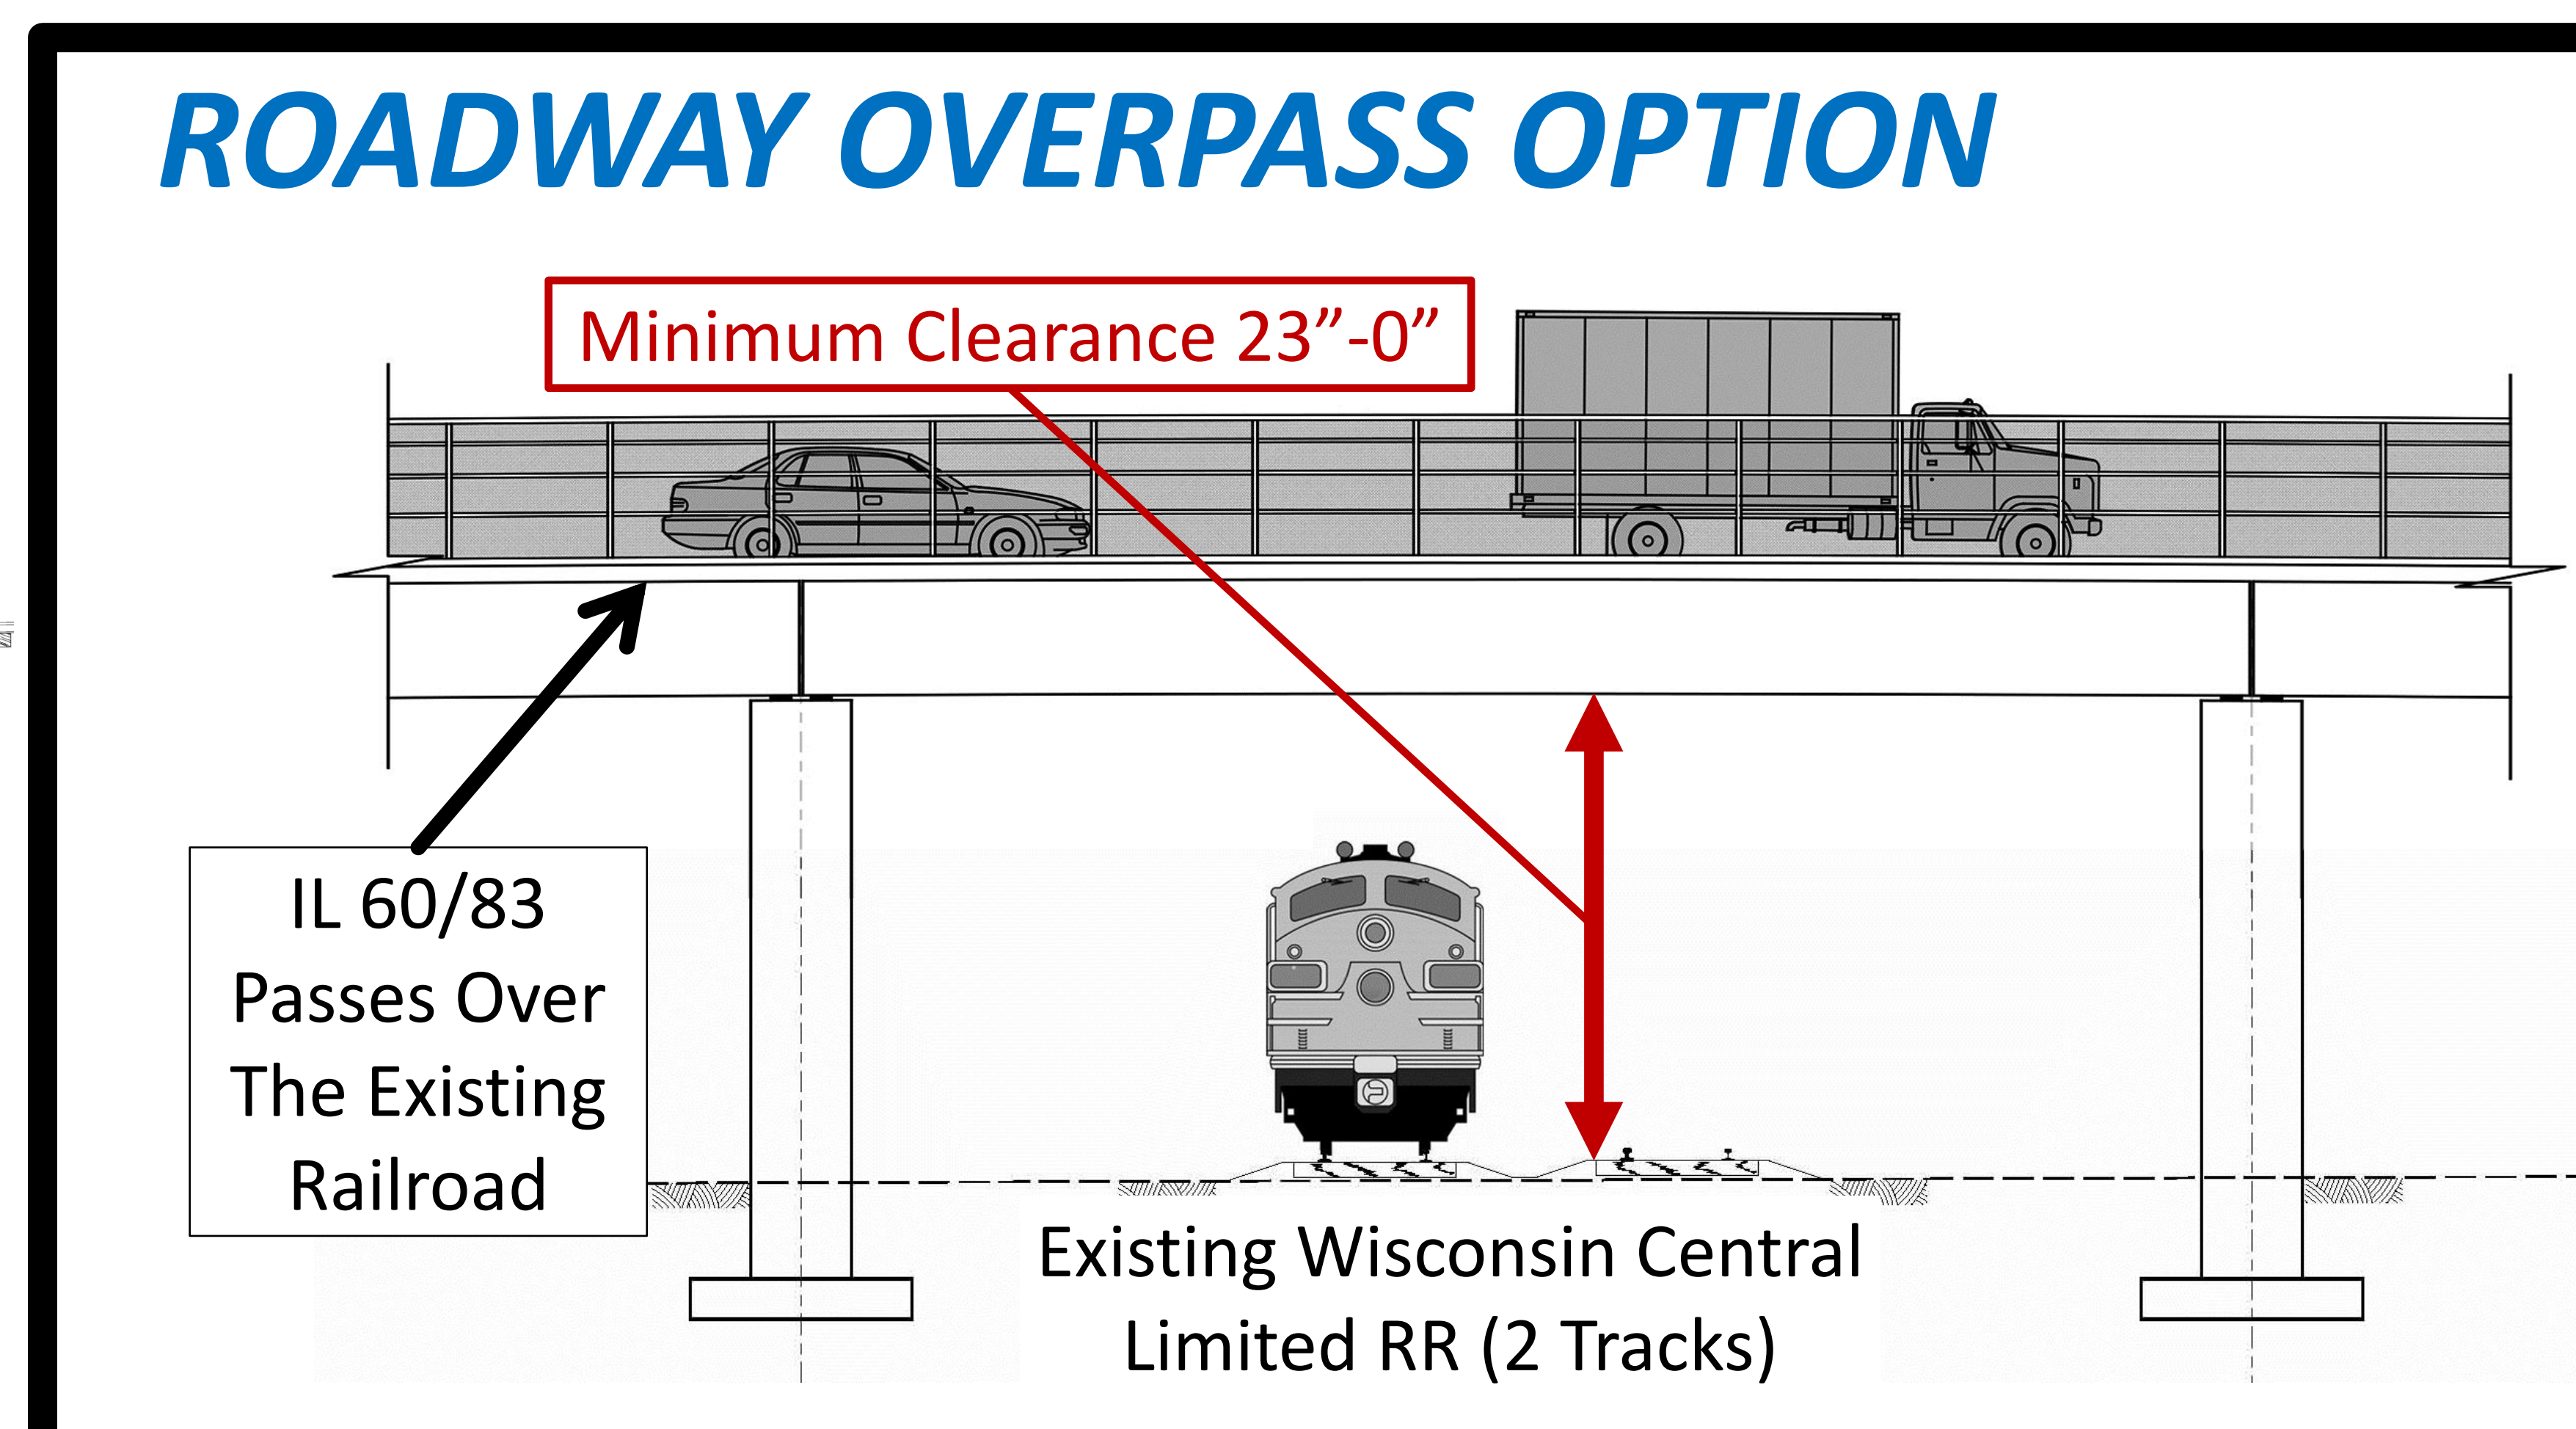 ROADWAY OVERPASS OPTION
Minimum Clearance 23”-0”
IL 60/83
Passes Over
The Existing
Railroad
Existing Wisconsin Central
Limited RR (2 Tracks)